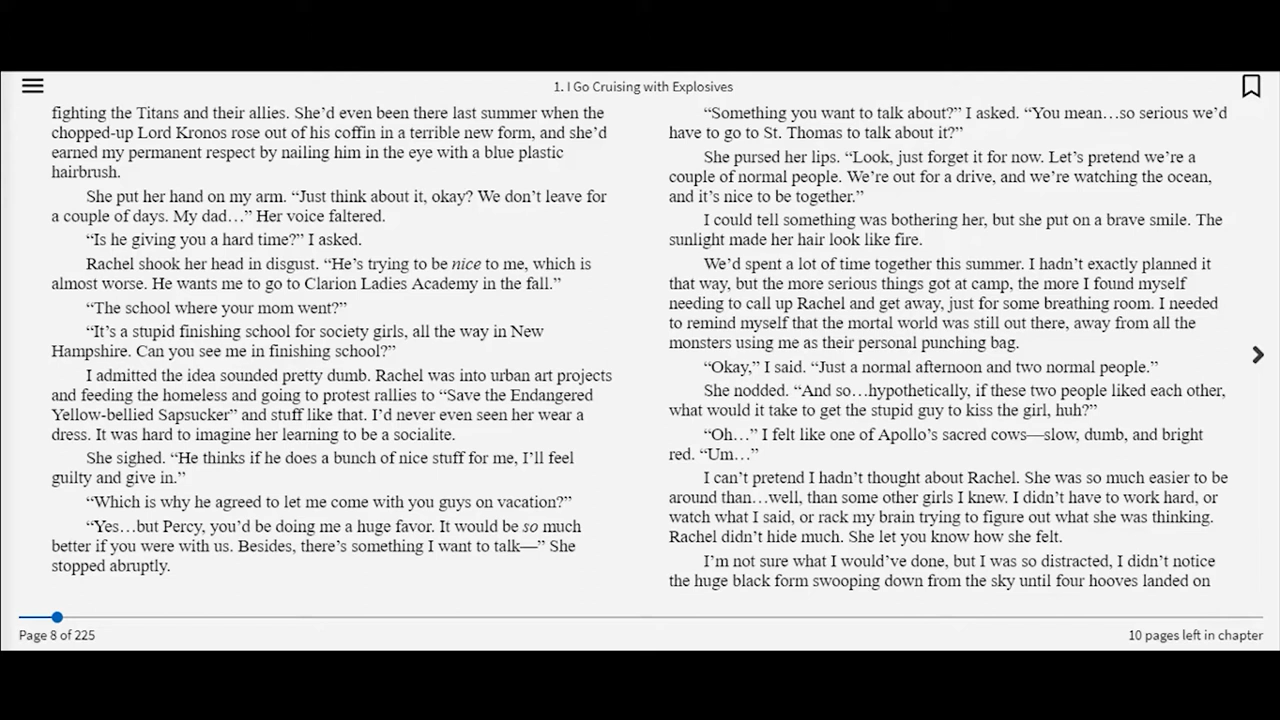 1. I Go Cruising with Explosives
fighting the Titans and their allies. She’d even been there last summer when the
chopped-up Lord Kronos rose out of his coffin in a terrible new form, and she’d
earned my permanent respect by nailing him in the eye with a blue plastic
hairbrush.
She put her hand on my arm. “Just think about it, okay? We don’t leave for
a couple of days. My dad…” Her voice faltered.
“Is he giving you a hard time?” I asked.
Rachel shook her head in disgust. “He’s trying to be nice to me, which is
almost worse. He wants me to go to Clarion Ladies Academy in the fall.”
“The school where your mom went?”
“It’s a stupid finishing school for society girls, all the way in New
Hampshire. Can you see me in finishing school?”
I admitted the idea sounded pretty dumb. Rachel was into urban art projects
and feeding the homeless and going to protest rallies to “Save the Endangered
Yellow-bellied Sapsucker” and stuff like that. I’d never even seen her wear a
dress. It was hard to imagine her learning to be a socialite.
She sighed. “He thinks if he does a bunch of nice stuff for me, I’ll feel
guilty and give in.”
“Which is why he agreed to let me come with you guys on vacation?”
“Yes…but Percy, you’d be doing me a huge favor. It would be so much
better if you were with us. Besides, there’s something I want to talk—” She
stopped abruptly.
“Something you want to talk about?” I asked. “You mean…so serious we’d
have to go to St. Thomas to talk about it?”
She pursed her lips. “Look, just forget it for now. Let’s pretend we’re a
couple of normal people. We’re out for a drive, and we’re watching the ocean,
and it’s nice to be together.”
I could tell something was bothering her, but she put on a brave smile. The
sunlight made her hair look like fire.
We’d spent a lot of time together this summer. I hadn’t exactly planned it
that way, but the more serious things got at camp, the more I found myself
needing to call up Rachel and get away, just for some breathing room. I needed
to remind myself that the mortal world was still out there, away from all the
monsters using me as their personal punching bag.
“Okay,” I said. “Just a normal afternoon and two normal people.”
She nodded. “And so…hypothetically, if these two people liked each other,
what would it take to get the stupid guy to kiss the girl, huh?”
“Oh…” I felt like one of Apollo’s sacred cows—slow, dumb, and bright
red. “Um…”
I can’t pretend I hadn’t thought about Rachel. She was so much easier to be
around than…well, than some other girls I knew. I didn’t have to work hard, or
watch what I said, or rack my brain trying to figure out what she was thinking.
Rachel didn’t hide much. She let you know how she felt.
I’m not sure what I would’ve done, but I was so distracted, I didn’t notice
the huge black form swooping down from the sky until four hooves landed on
Page 8 of 225
10 pages left in chapter